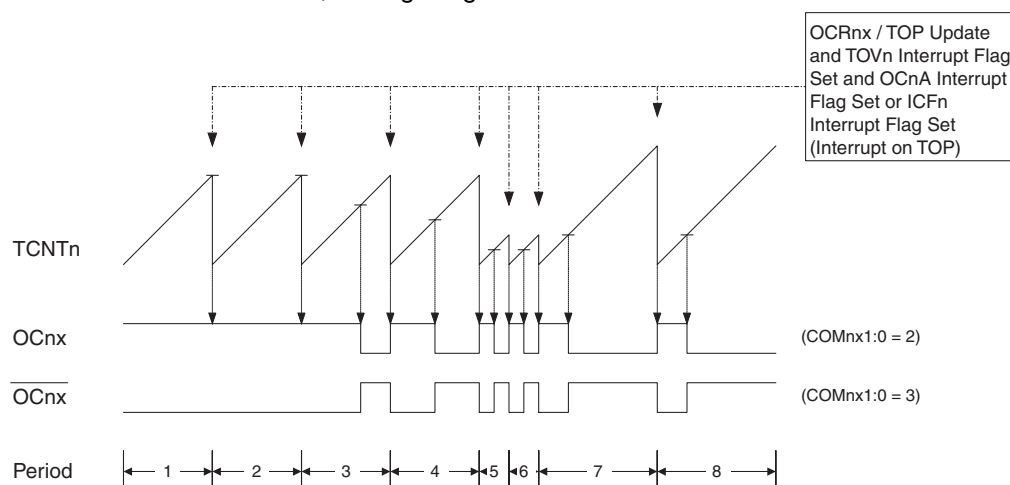 OCRnx / TOP Update
and TOVn Interrupt Flag
Set and OCnA Interrupt
Flag Set or ICFn
Interrupt Flag Set
(Interrupt on TOP)
TCNTn
OCnx
(COMnx1:0 = 2)
OCnx
(COMnx1:0 = 3)
Period
1 2 3 4 5 6 7 8